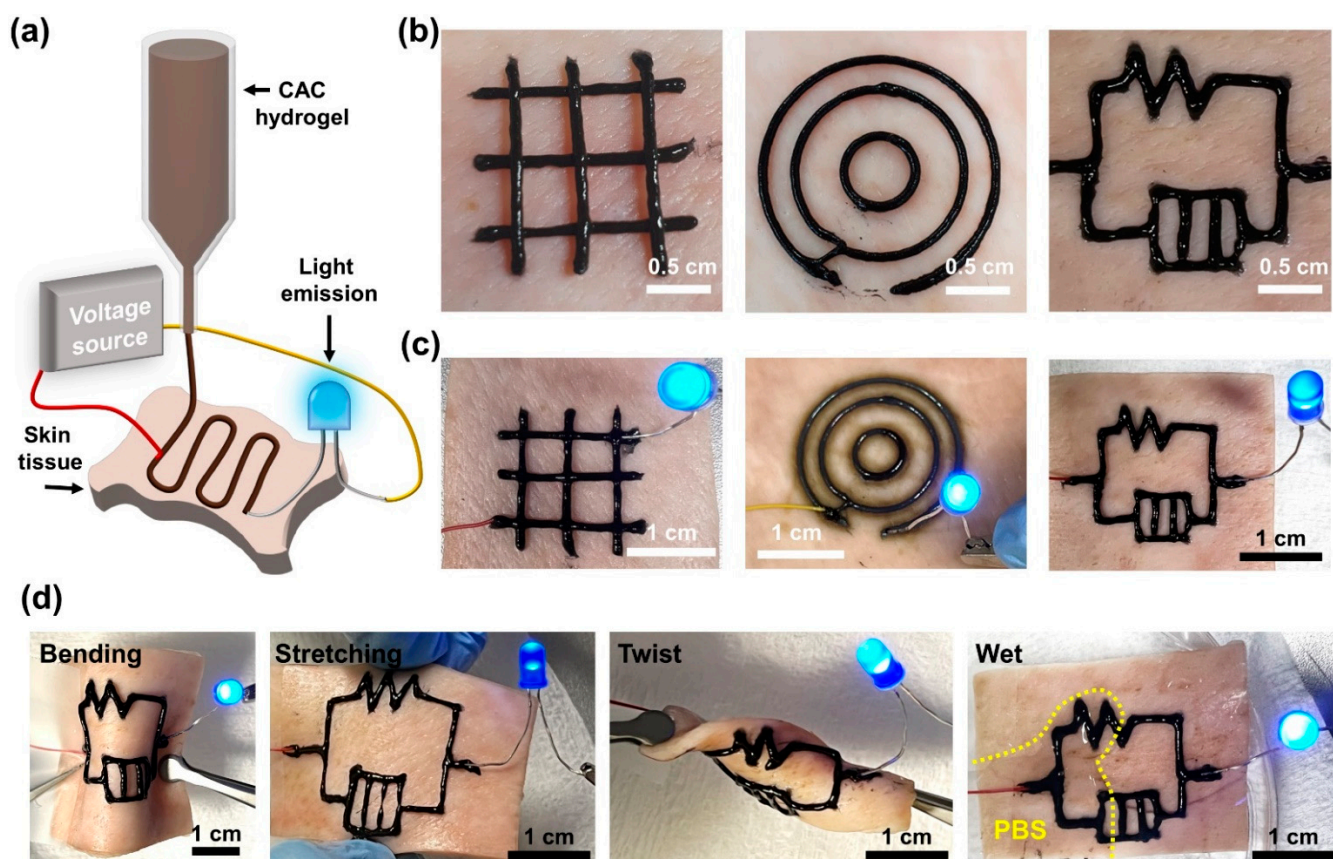 (a)
CAC
hydrogel
Light
emission
Voltage
source
Skin
tissue
(b)
0.5 cm
0.5 cm
0.5 cm
(c)
1 cm
1 cm
1 cm
(d)
Bending
1 cm
Stretching
1 cm
Twist
1 cm
Wet
PBS
1 cm